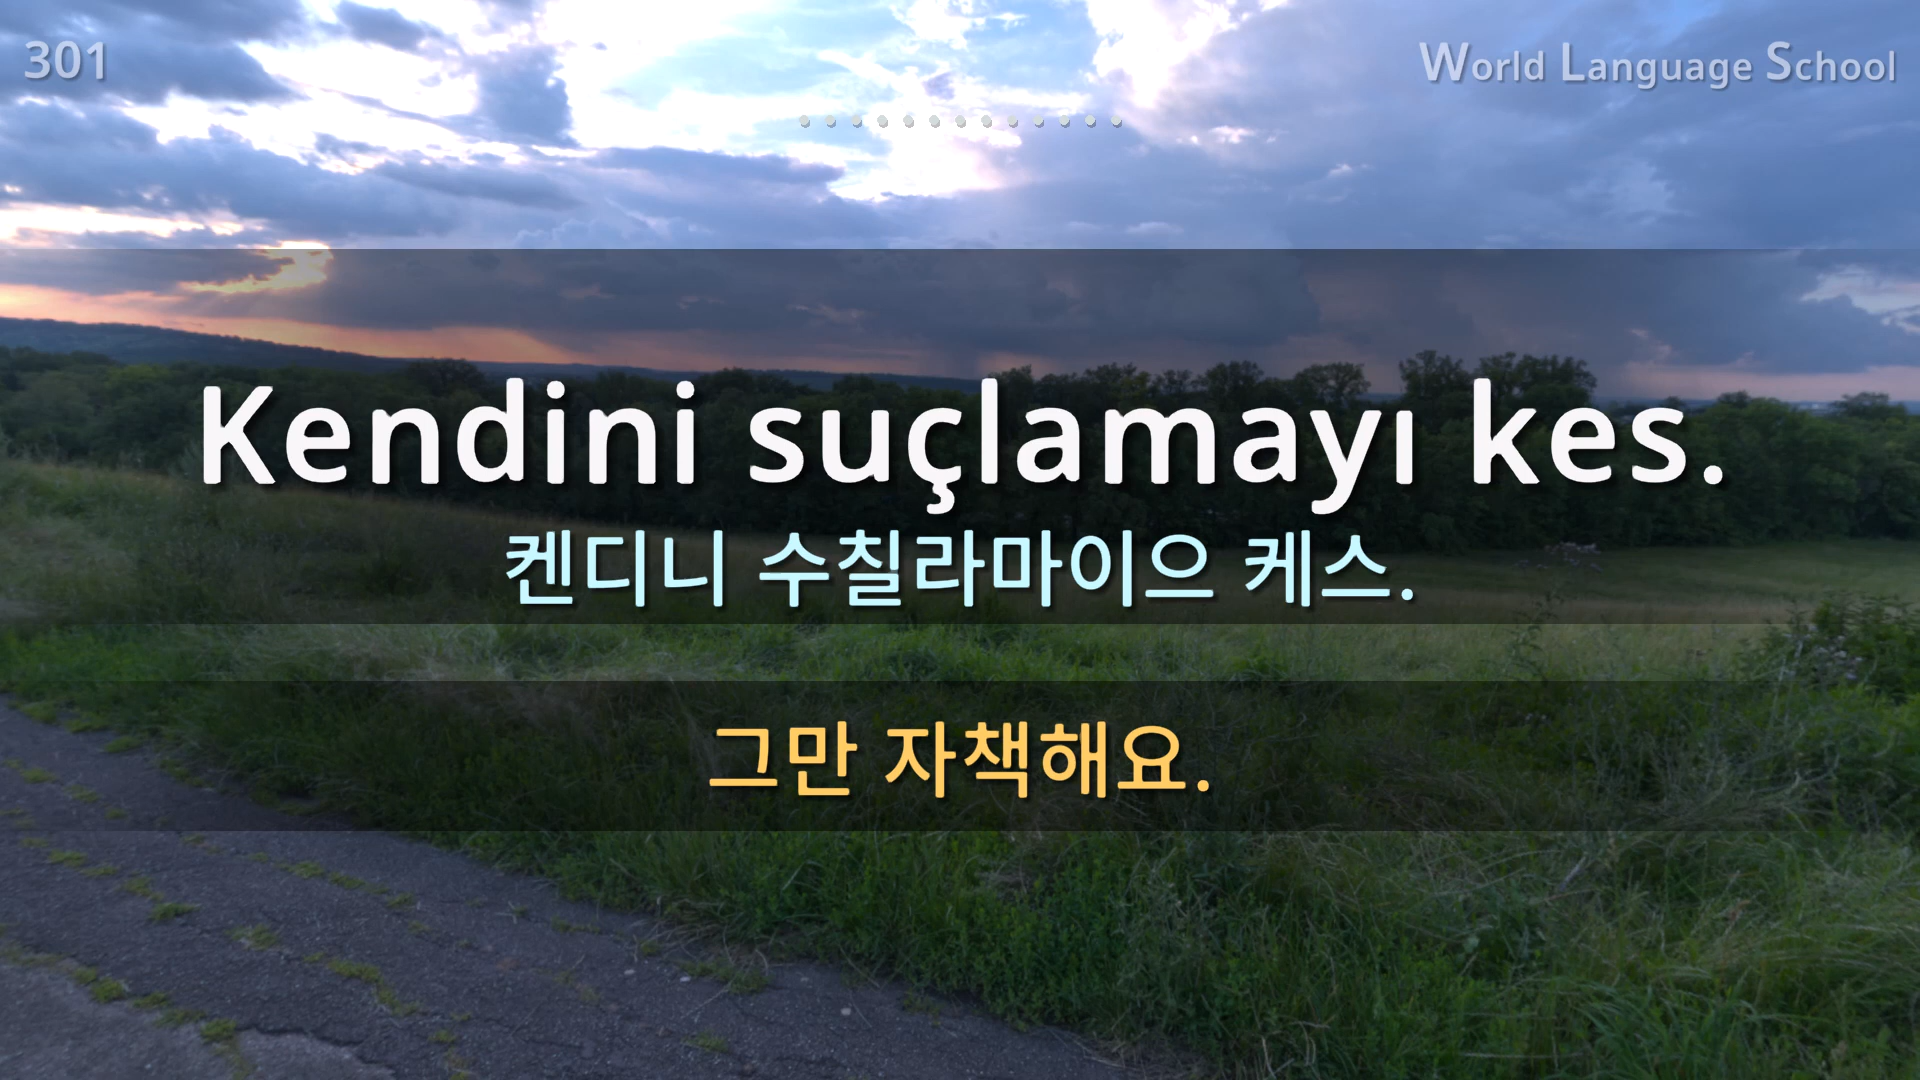 301
World Language School
Kendini suçlamayı kes.
켄디니 수칠라마이으 케스.
그만 자책해요.